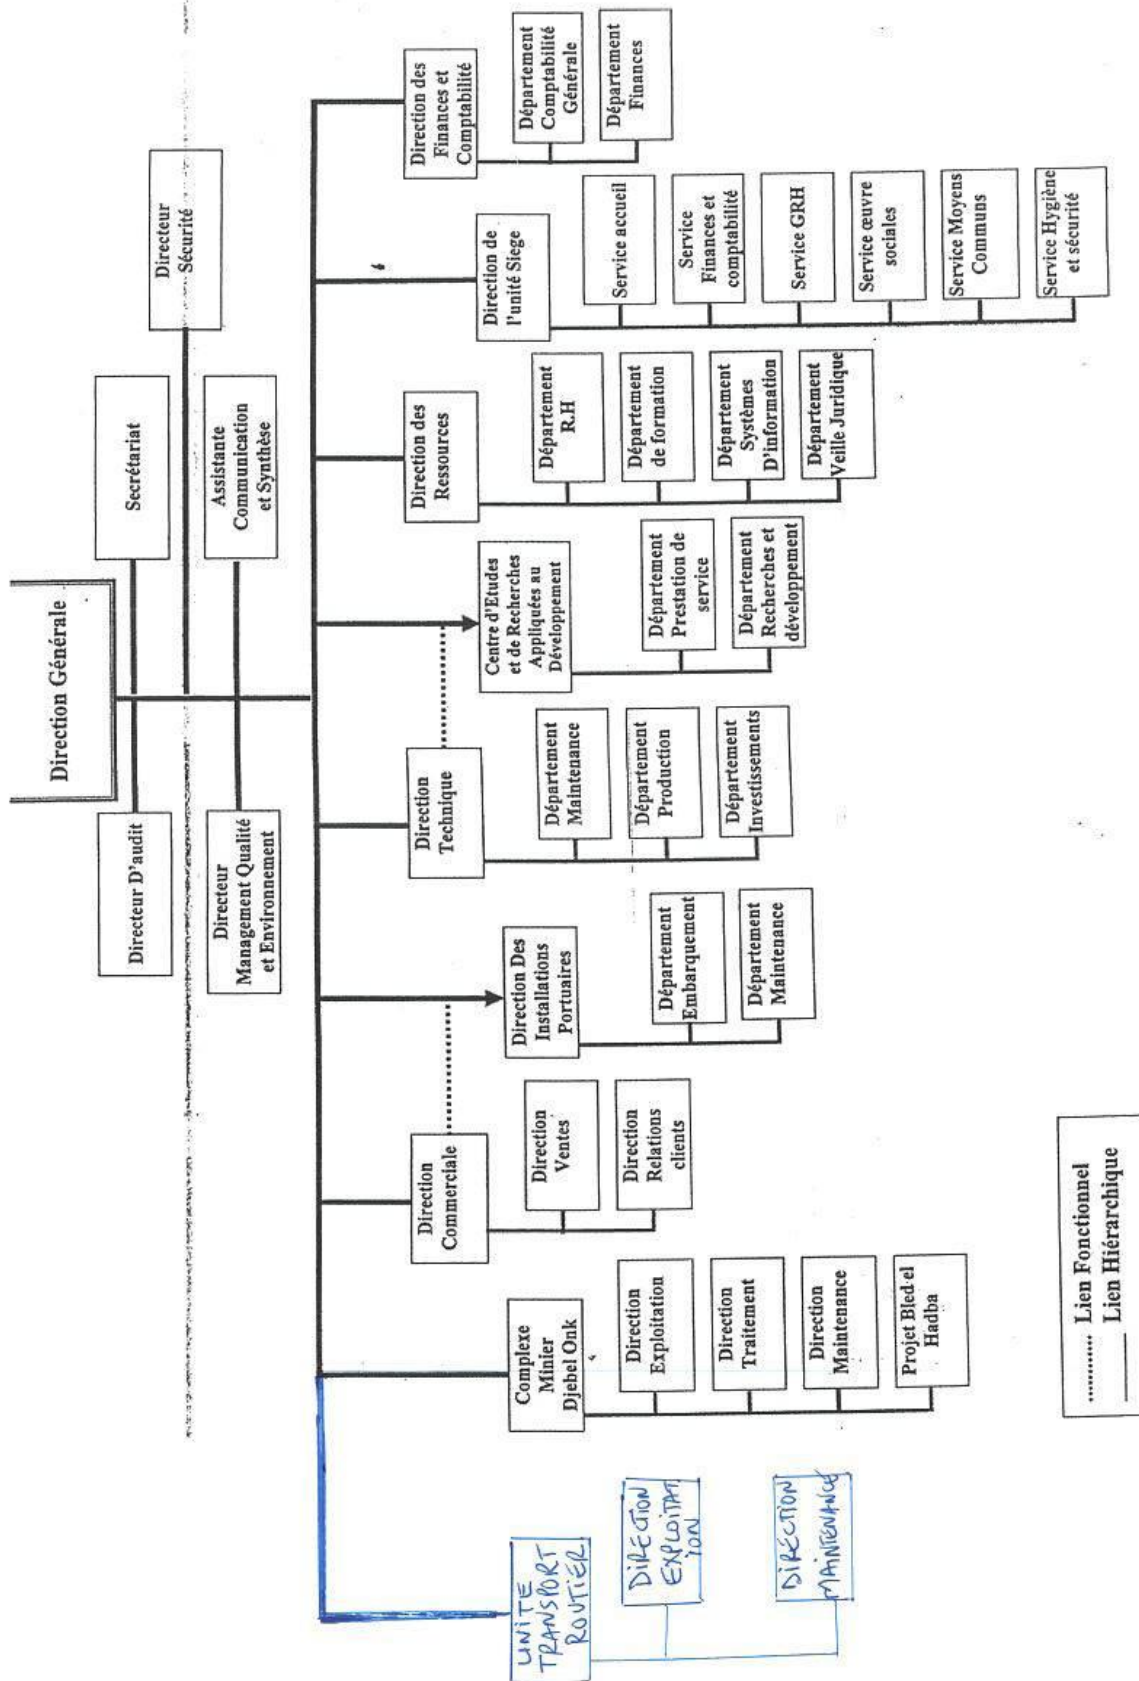 Direction Générale
Directeur D'audit
Secrétariat
Directeur
Sécurité
Directeur
Management Qualité
et Environnement
Assistante
Communication
et Synthèse
UNITE
TRANSPORT
ROUTIER
DIRECTION
EXPLOITAT
ION
DIRECTION
MAINTENANCE
Complexe
Minier
Djebel Onk
Direction
Exploitation
Direction
Traitement
Direction
Maintenance
Projet Bled el
Hadba
Direction
Commerciale
Direction
Ventes
Direction
Relations
clients
Direction Des
Installations
Portuaires
Département
Embarquement
Département
Maintenance
Direction
Technique
Département
Maintenance
Département
Production
Département
Investissements
Centre d'Etudes
et de Recherches
Appliquées au
Développement
Département
Prestation de
service
Département
Recherches et
développement
Direction des
Ressources
Département
R.H
Département
de formation
Département
Systèmes
D'information
Département
Veille Juridique
Direction de
l'unité Siege
Service accueil
Service
Finances et
comptabilité
Service GRH
Service œuvre
sociales
Service Moyens
Communs
Service Hygiène
et sécurité
Direction des
Finances et
Comptabilité
Département
Comptabilité
Générale
Département
Finances
Lien Fonctionnel
Lien Hiérarchique